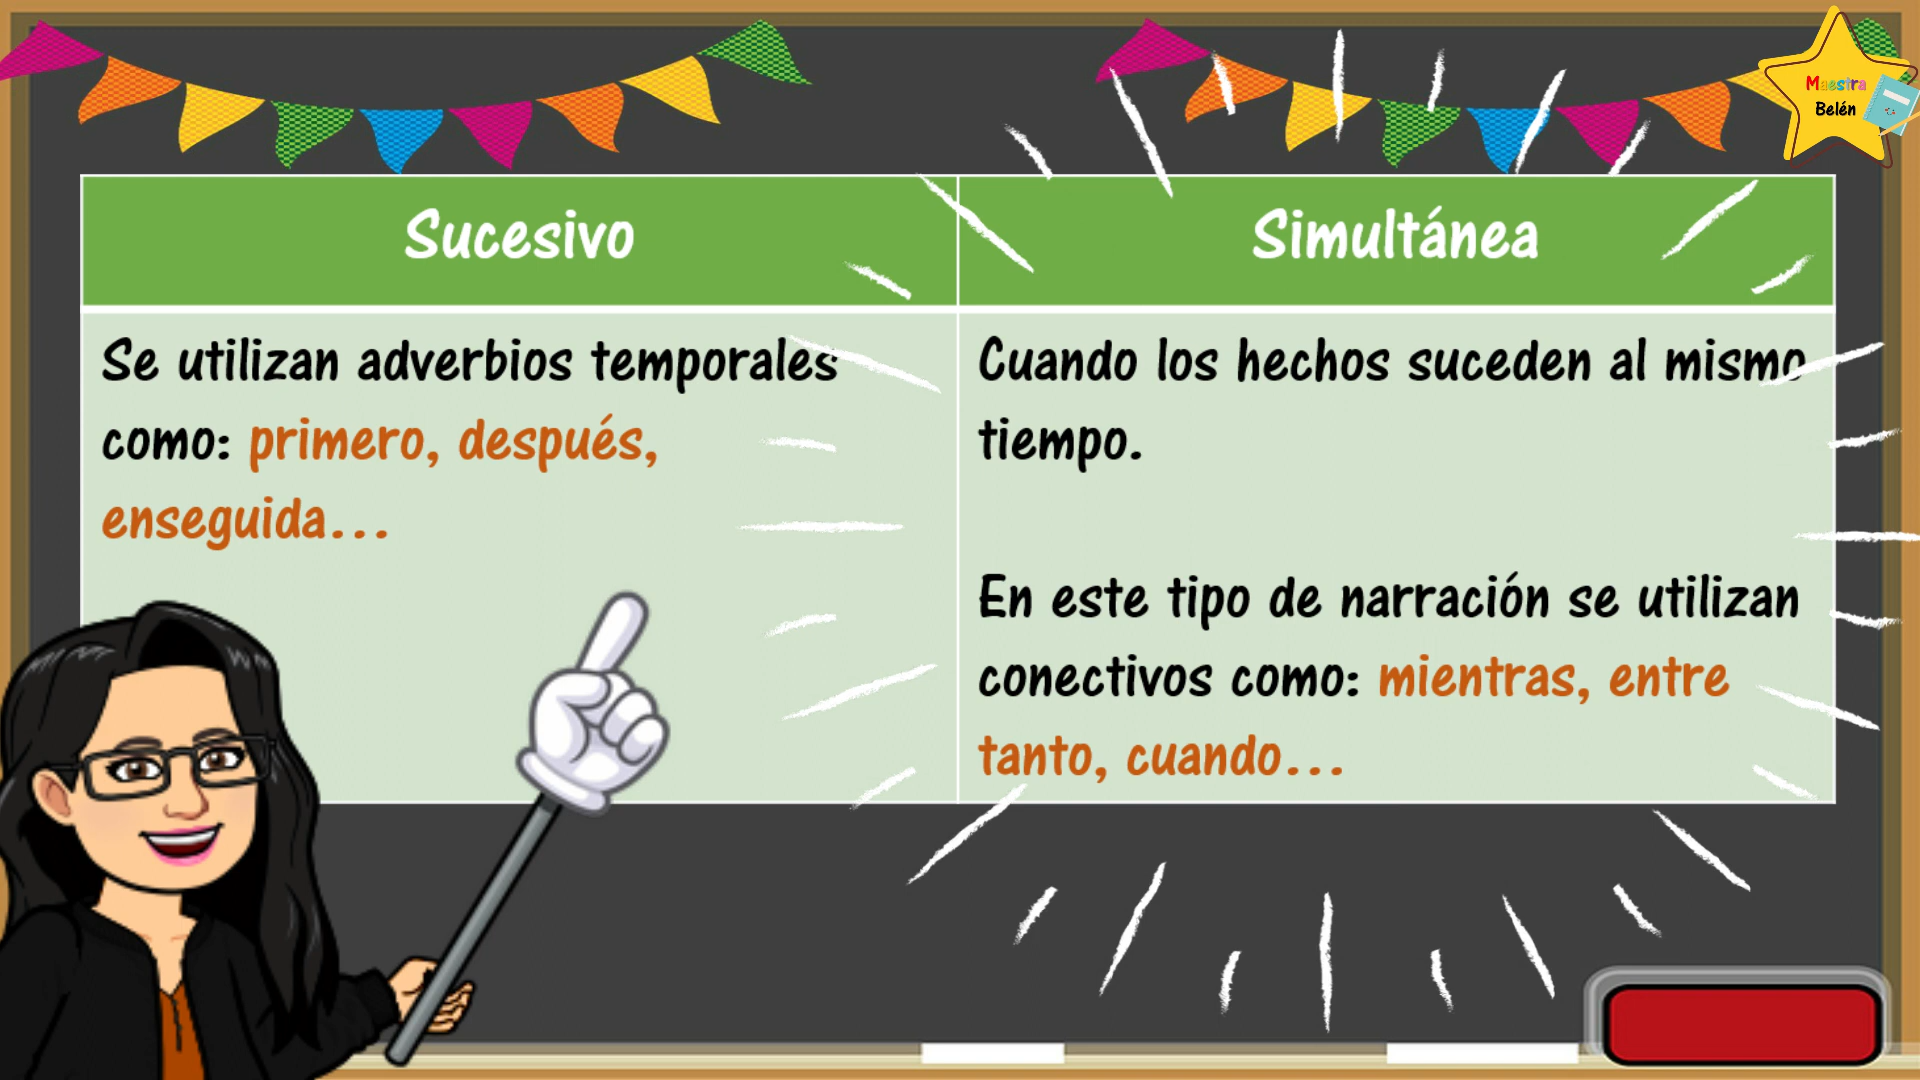 Maestra
Belén
Sucesivo
Simultánea
Se utilizan adverbios temporales
como: primero, después,
enseguida...
Cuando los hechos suceden al mismo
tiempo.
En este tipo de narración se utilizan
conectivos como: mientras, entre
tanto, cuando...